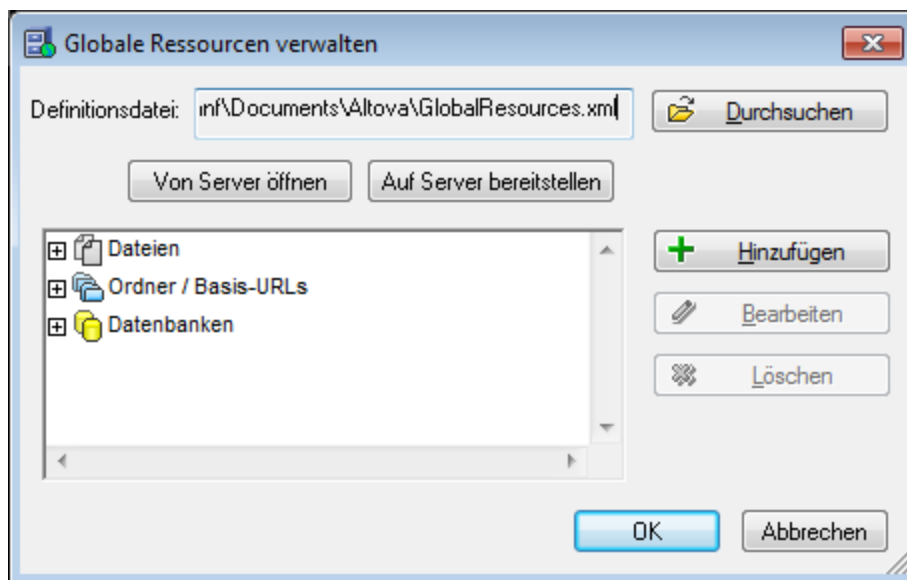 Globale Ressourcen verwalten
Definitionsdatei: ınf\Documents\Altova\GlobalResources.xml Durchsuchen
Von Server öffnen Auf Server bereitstellen
Dateien
Ordner / Basis-URLs
Datenbanken
Hinzufügen
Bearbeiten
Löschen
OK Abbrechen